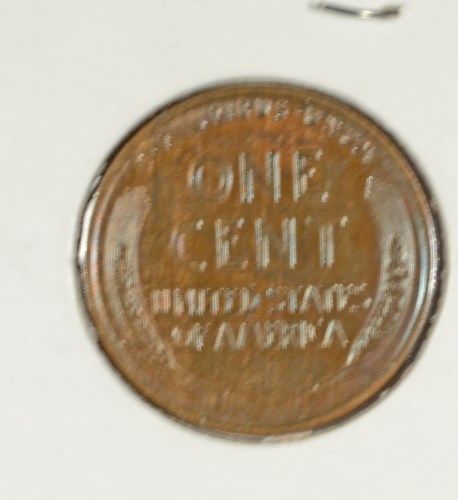 ONE
CENT
UNITED STATES
OF AMERICA